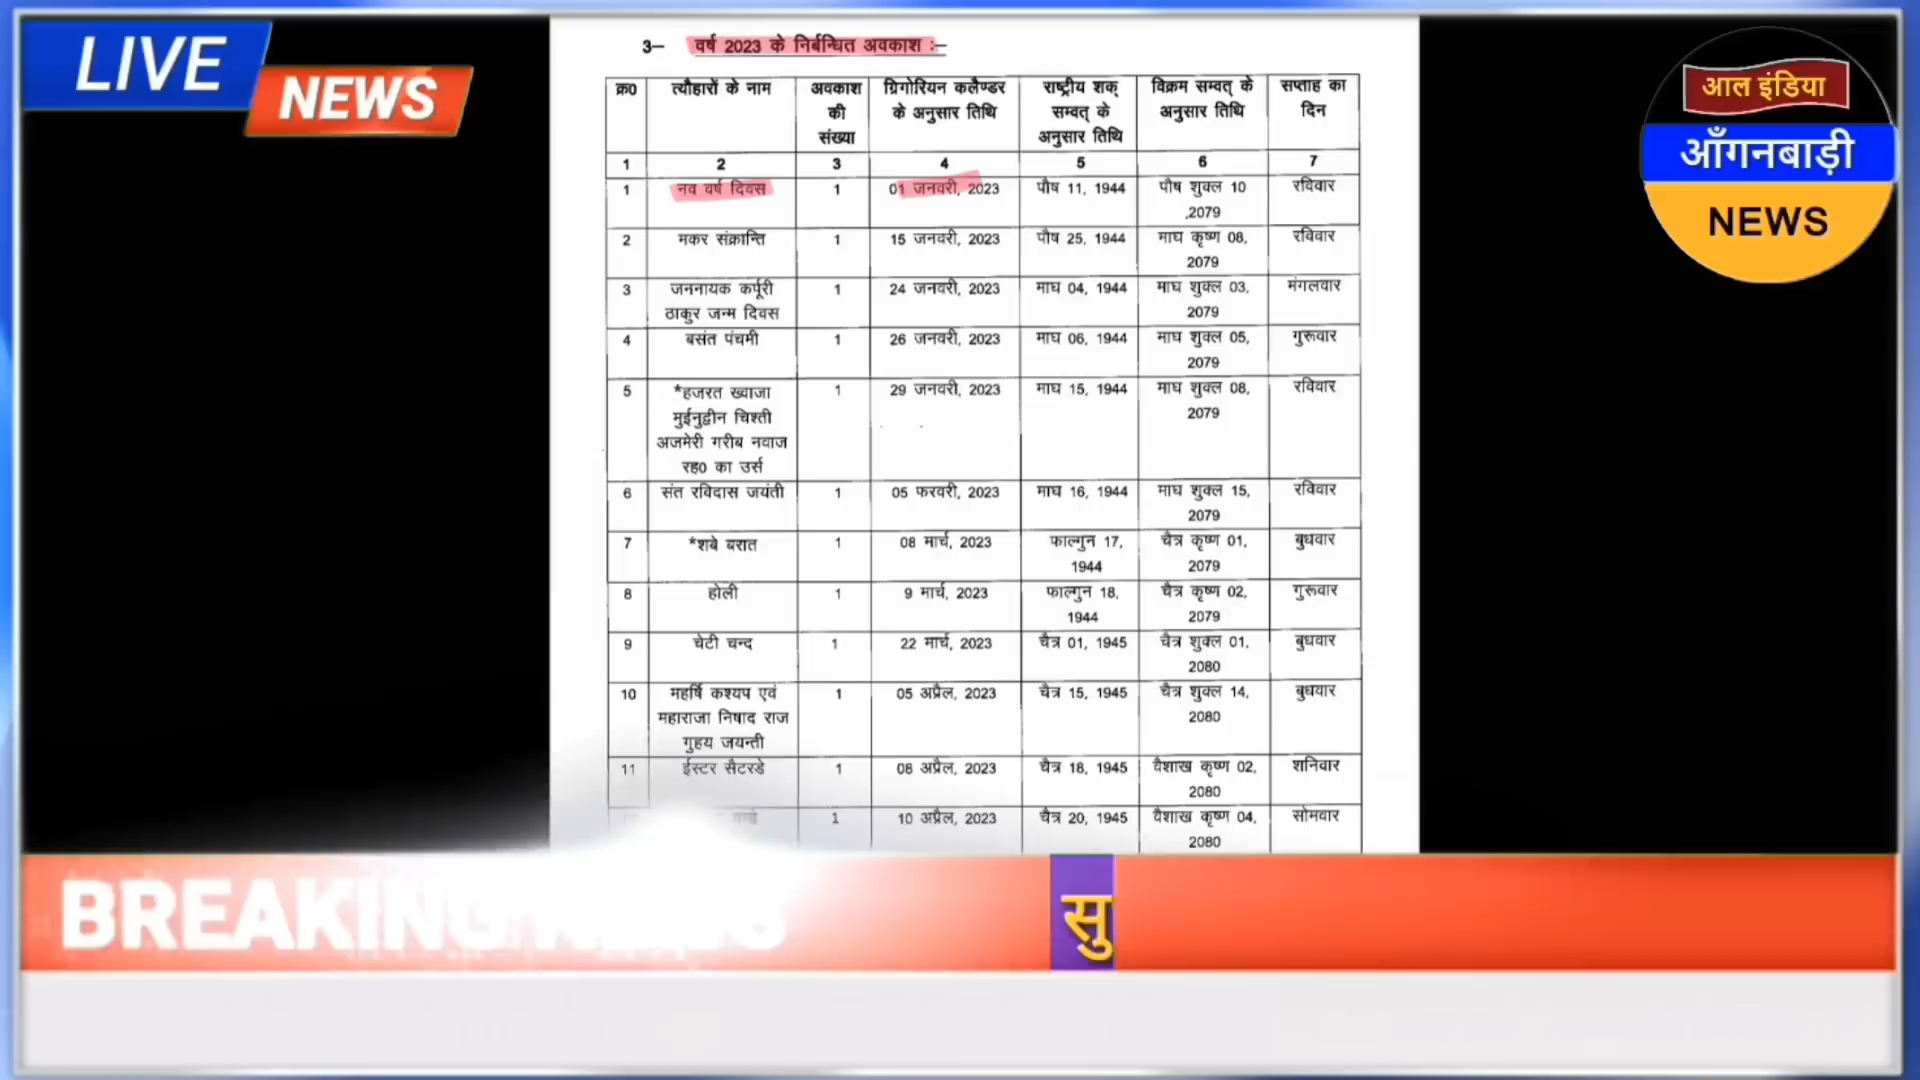 LIVE
NEWS
आल इंडिया
आँगनबाड़ी
NEWS
3— वर्ष 2023 के निर्बन्धित अवकाश :—
क्र0 त्यौहारों के नाम अवकाश की संख्या ग्रिगोरियन कलैण्डर के अनुसार तिथि राष्ट्रीय शक् सम्वत् के अनुसार तिथि विक्रम सम्वत् के अनुसार तिथि सप्ताह का दिन
1 2 3 4 5 6 7
1 नव वर्ष दिवस 1 01 जनवरी, 2023 पौष 11, 1944 पौष शुक्ल 10 ,2079 रविवार
2 मकर संक्रान्ति 1 15 जनवरी, 2023 पौष 25, 1944 माघ कृष्ण 08, 2079 रविवार
3 जननायक कर्पूरी ठाकुर जन्म दिवस 1 24 जनवरी, 2023 माघ 04, 1944 माघ शुक्ल 03, 2079 मंगलवार
4 बसंत पंचमी 1 26 जनवरी, 2023 माघ 06, 1944 माघ शुक्ल 05, 2079 गुरूवार
5 *हजरत ख्वाजा मुईनुद्दीन चिश्ती अजमेरी गरीब नवाज रह0 का उर्स 1 29 जनवरी, 2023 माघ 15, 1944 माघ शुक्ल 08, 2079 रविवार
6 संत रविदास जयंती 1 05 फरवरी, 2023 माघ 16, 1944 माघ शुक्ल 15, 2079 रविवार
7 *शबे बरात 1 08 मार्च, 2023 फाल्गुन 17, 1944 चैत्र कृष्ण 01, 2079 बुधवार
8 होली 1 9 मार्च, 2023 फाल्गुन 18, 1944 चैत्र कृष्ण 02, 2079 गुरूवार
9 चेटी चन्द 1 22 मार्च, 2023 चैत्र 01, 1945 चैत्र शुक्ल 01, 2080 बुधवार
10 महर्षि कश्यप एवं महाराजा निषाद राज गुहय जयन्ती 1 05 अप्रैल, 2023 चैत्र 15, 1945 चैत्र शुक्ल 14, 2080 बुधवार
11 ईस्टर सैटरडे 1 08 अप्रैल, 2023 चैत्र 18, 1945 वैशाख कृष्ण 02, 2080 शनिवार
1 10 अप्रैल, 2023 चैत्र 20, 1945 वैशाख कृष्ण 04, 2080 सोमवार
BREAKING NEWS
सु